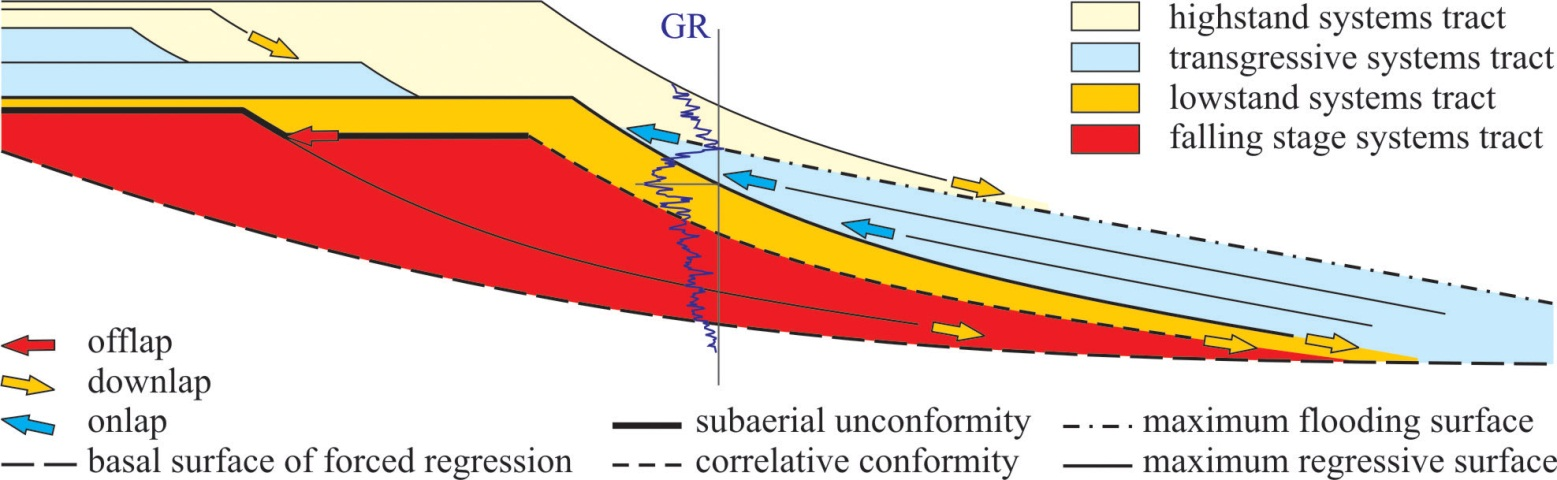 GR
highstand systems tract
transgressive systems tract
lowstand systems tract
falling stage systems tract
offlap
downlap
onlap
basal surface of forced regression
subaerial unconformity
correlative conformity
maximum flooding surface
maximum regressive surface